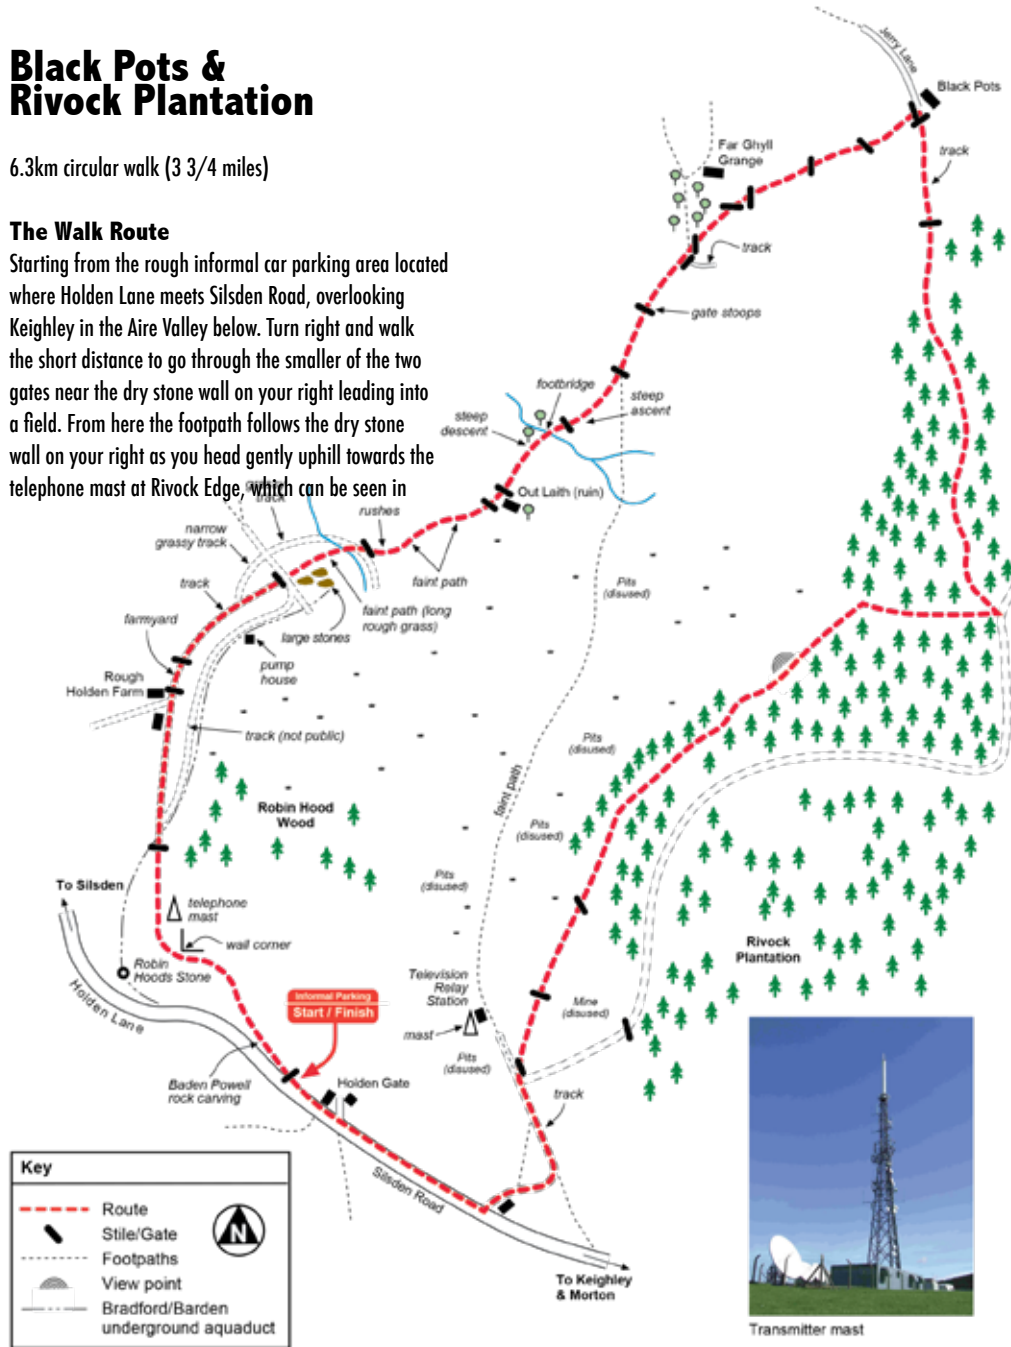 Black Pots &
Rivock Plantation
6.3km circular walk (3 3/4 miles)
The Walk Route
Starting from the rough informal car parking area located
where Holden Lane meets Silsden Road, overlooking
Keighley in the Aire Valley below. Turn right and walk
the short distance to go through the smaller of the two
gates near the dry stone wall on your right leading into
a field. From here the footpath follows the dry stone
wall on your right as you head gently uphill towards the
telephone mast at Rivock Edge, which can be seen in
Jerry Lane
Black Pots
track
Far Ghyll
Grange
track
gate stoops
footbridge
steep
ascent
steep
descent
Out Laith (ruin)
track
rushes
narrow
grassy track
faint path
track
faint path (long
rough grass)
farmyard
large stones
pump
house
Rough
Holden Farm
track (not public)
Pits
(disused)
Pits
(disused)
faint path
Pits
(disused)
Pits
(disused)
Robin Hood
Wood
To Silsden
telephone
mast
wall corner
Robin
Hoods Stone
Holden Lane
Television
Relay
Station
mast
Mine
(disused)
Pits
(disused)
Rivock
Plantation
Informal Parking
Start / Finish
Baden Powell
rock carving
Holden Gate
track
Silsden Road
To Keighley
& Morton
Key
Route
Stile/Gate
Footpaths
View point
Bradford/Barden
underground aquaduct
N
Transmitter mast